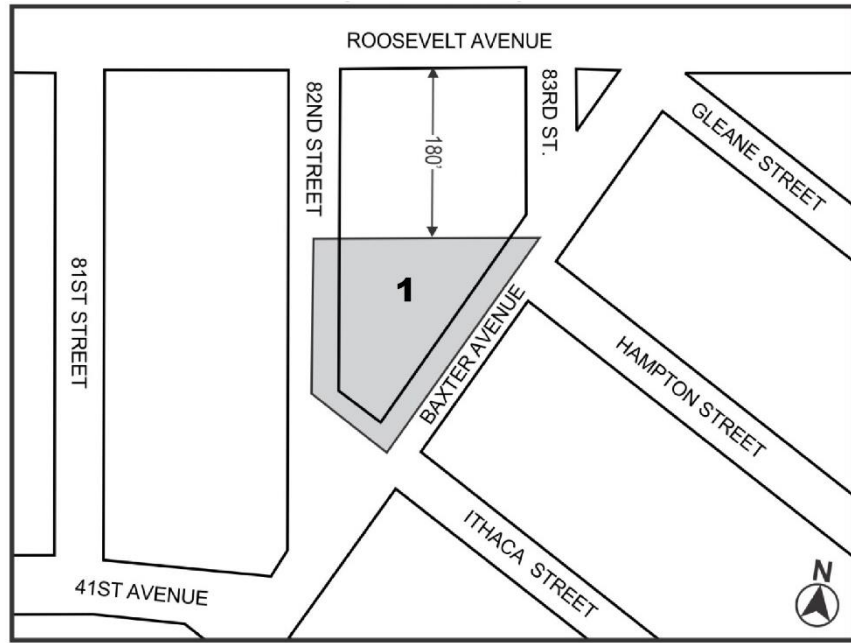 ROOSEVELT AVENUE
82ND STREET
83RD ST.
180'
GLEANE STREET
81ST STREET
1
BAXTER AVENUE
HAMPTON STREET
ITHACA STREET
41ST AVENUE
N